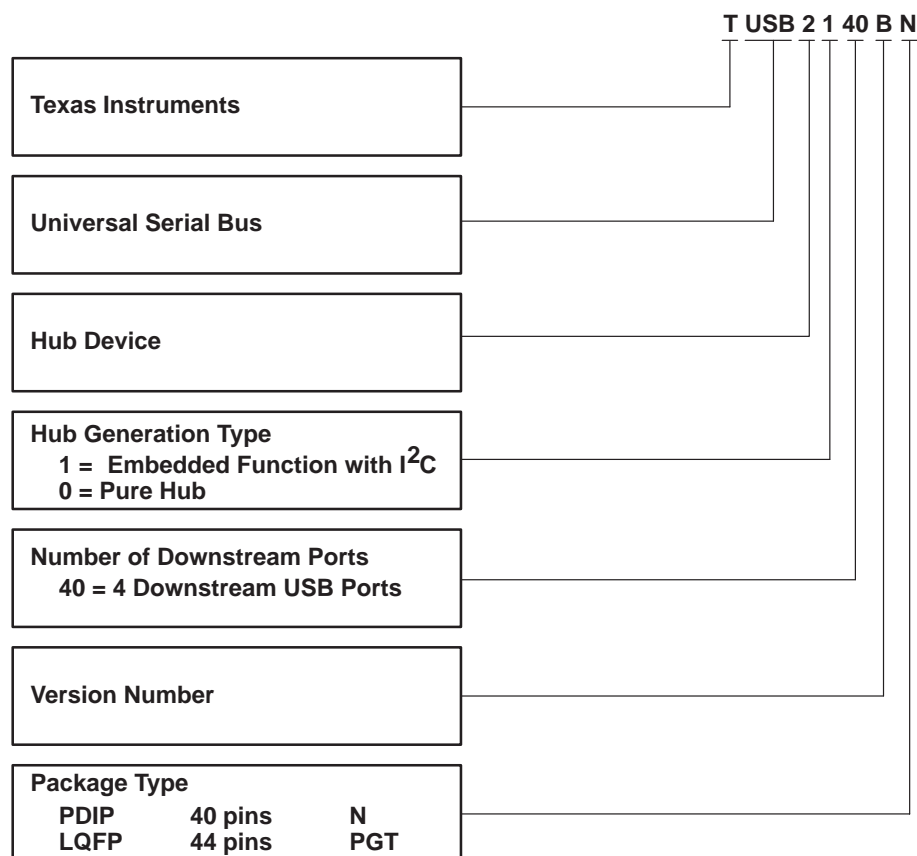 T USB 2 1 40 B N
Texas Instruments
Universal Serial Bus
Hub Device
Hub Generation Type
1 = Embedded Function with I²C
0 = Pure Hub
Number of Downstream Ports
40 = 4 Downstream USB Ports
Version Number
Package Type
PDIP 40 pins N
LQFP 44 pins PGT